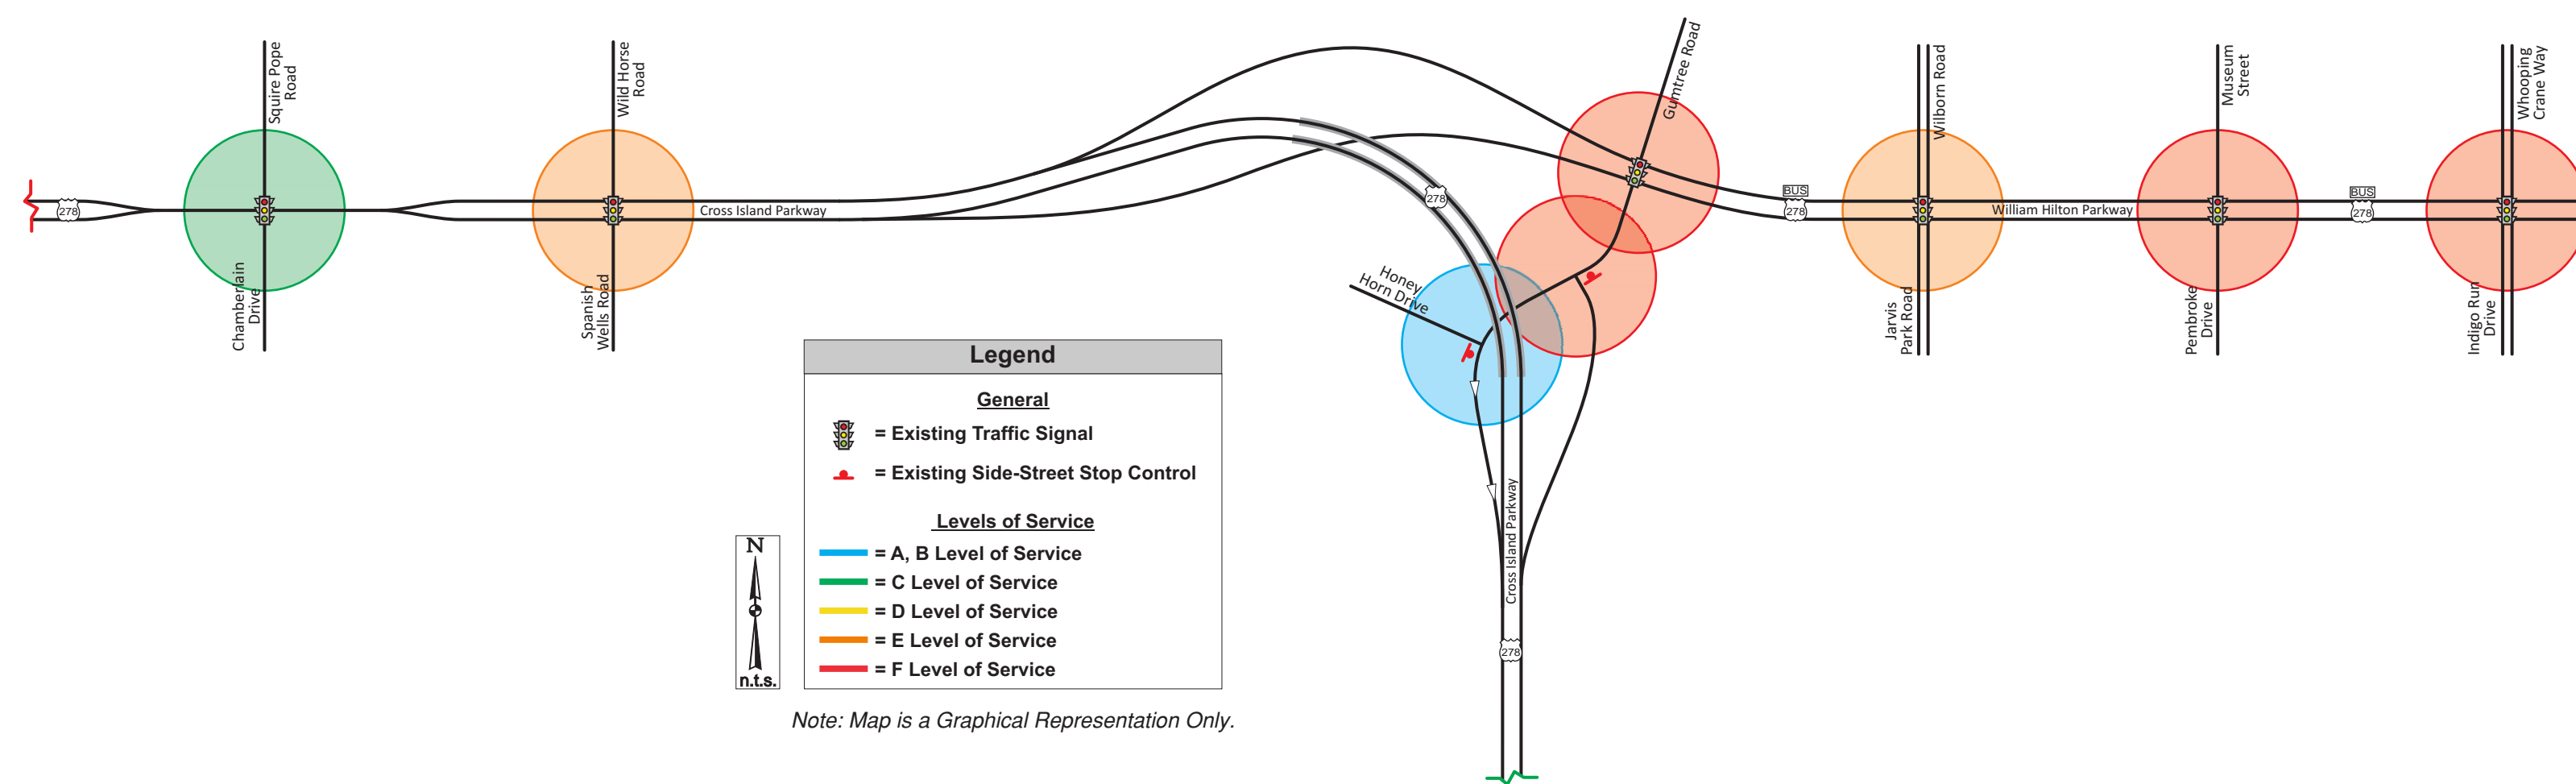 Squire Pope
Road
Wild Horse
Road
Gumtree Road
Wilborn Road
Museum
Street
Whooping
Crane Way
278
Cross Island Parkway
278
BUS
278
William Hilton Parkway
BUS
278
Chamberlain
Drive
Spanish
Wells Road
Honey
Horn Drive
Jarvis
Park Road
Pembroke
Drive
Indigo Run
Drive
Legend
General
= Existing Traffic Signal
= Existing Side-Street Stop Control
Levels of Service
= A, B Level of Service
= C Level of Service
= D Level of Service
= E Level of Service
= F Level of Service
N
n.t.s.
Cross Island Parkway
278
Note: Map is a Graphical Representation Only.